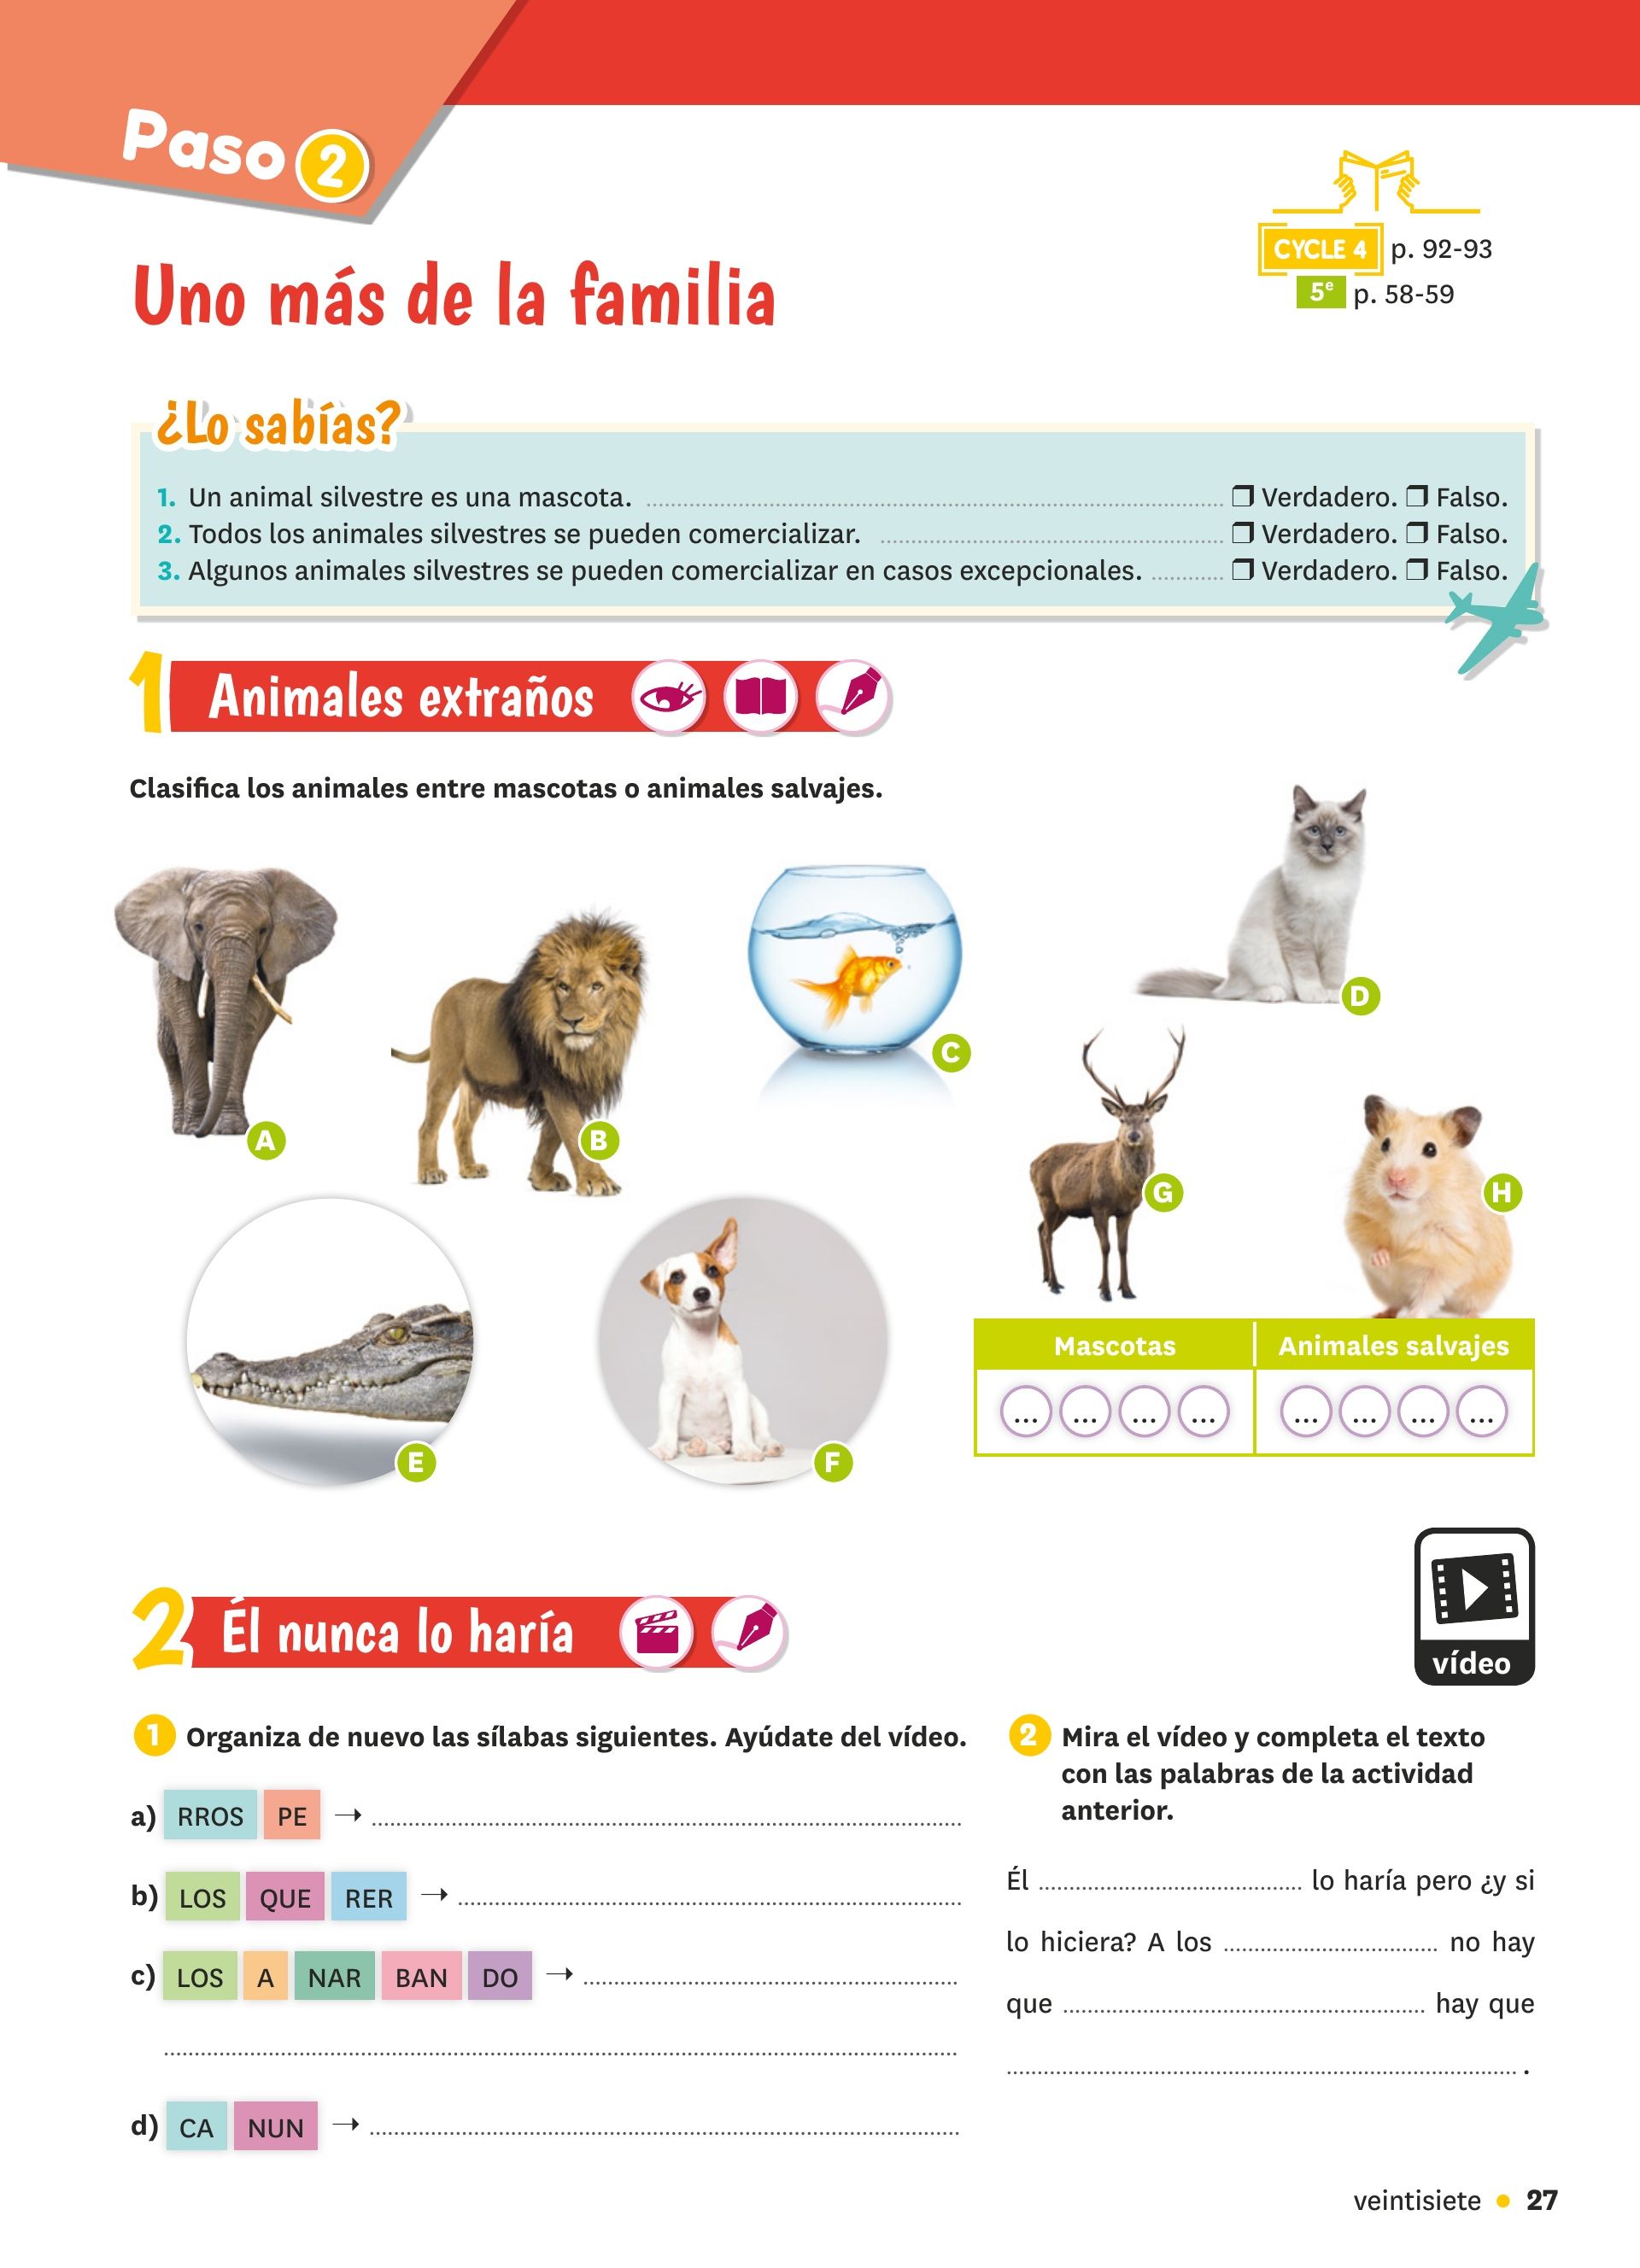 Paso 2
CYCLE 4 p. 92-93
5e p. 58-59
Uno más de la familia
¿Lo sabías?
1. Un animal silvestre es una mascota. ❒ Verdadero. ❒ Falso.
2. Todos los animales silvestres se pueden comercializar. ❒ Verdadero. ❒ Falso.
3. Algunos animales silvestres se pueden comercializar en casos excepcionales. ❒ Verdadero. ❒ Falso.
1 Animales extraños
Clasifica los animales entre mascotas o animales salvajes.
A
B
C
D
G
H
E
F
Mascotas Animales salvajes
... ... ... ... ... ... ... ...
vídeo
2 Él nunca lo haría
1 Organiza de nuevo las sílabas siguientes. Ayúdate del vídeo.
a) RROS PE → ..........
b) LOS QUE RER → ..........
c) LOS A NAR BAN DO → ..........
..........
d) CA NUN → ..........
2 Mira el vídeo y completa el texto
con las palabras de la actividad
anterior.
Él .......... lo haría pero ¿y si
lo hiciera? A los .......... no hay
que .......... hay que
.......... .
veintisiete • 27